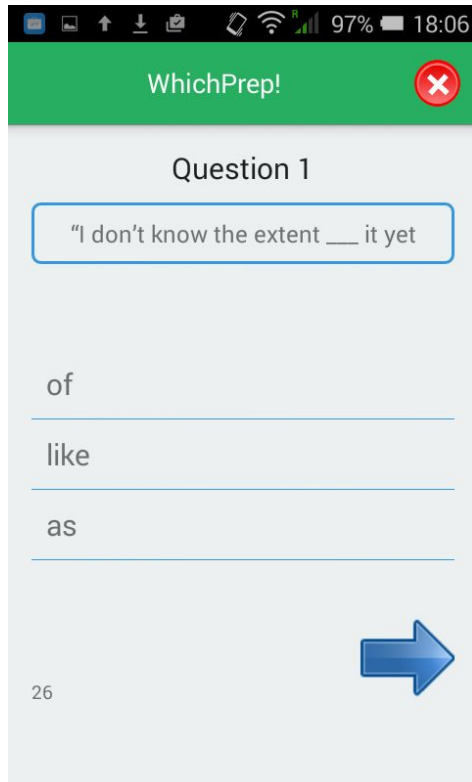 97% 18:06
WhichPrep!
Question 1
“I don’t know the extent ___ it yet
of
like
as
26